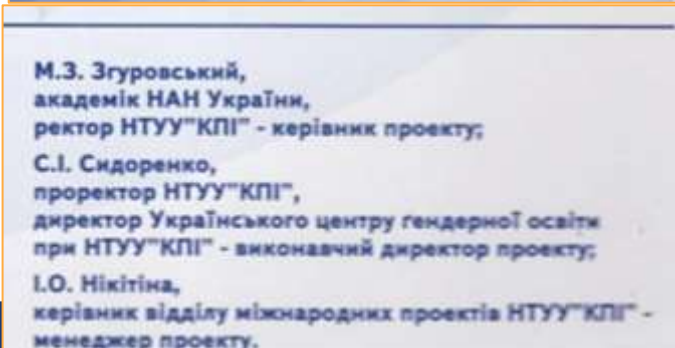 М.З. Згуровський,
академік НАН України,
ректор НТУУ"КПІ" - керівник проекту;
С.І. Сидоренко,
проректор НТУУ"КПІ",
директор Українського центру ґендерної освіти
при НТУУ"КПІ" - виконавчий директор проекту;
І.О. Нікітіна,
керівник відділу міжнародних проектів НТУУ"КПІ" -
менеджер проекту.